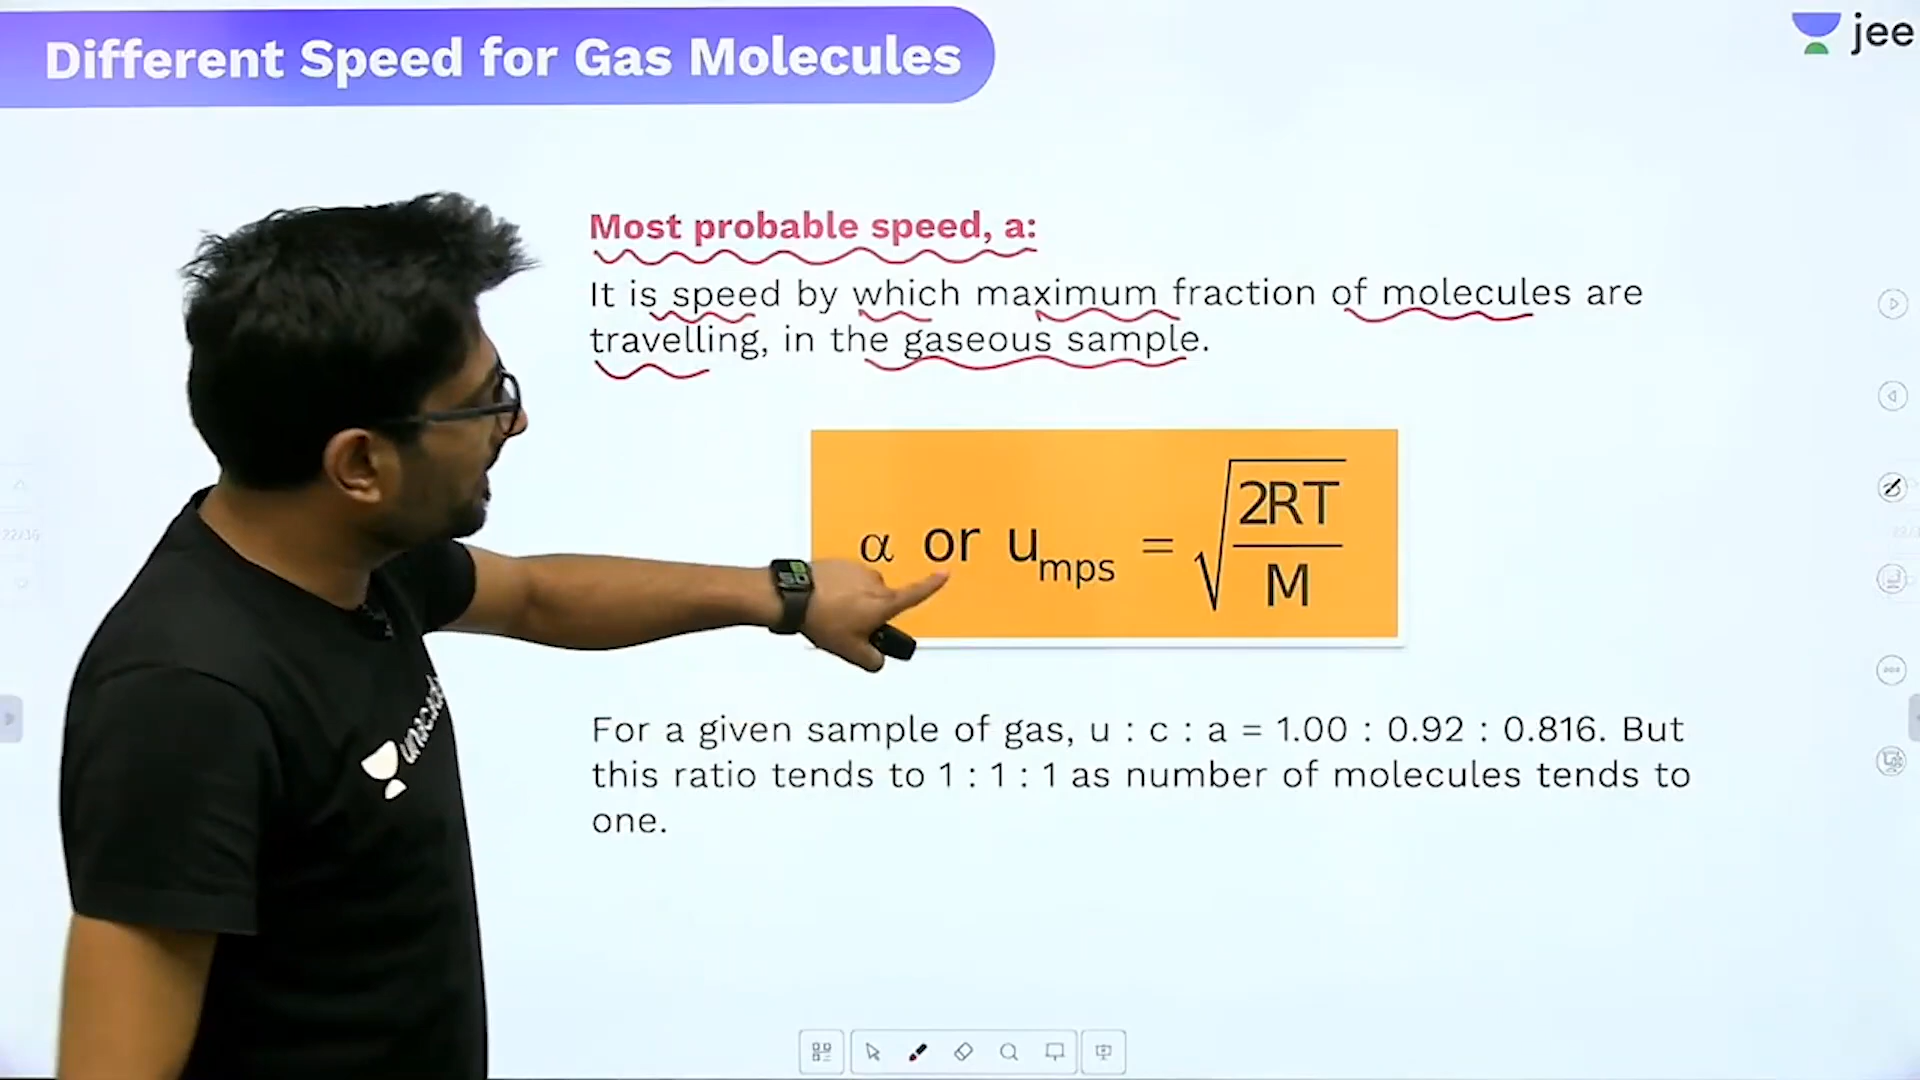 Different Speed for Gas Molecules
jee
Most probable speed, a:
It is speed by which maximum fraction of molecules are
travelling, in the gaseous sample.
α or u_mps = √(2RT/M)
For a given sample of gas, u : c : a = 1.00 : 0.92 : 0.816. But
this ratio tends to 1 : 1 : 1 as number of molecules tends to
one.